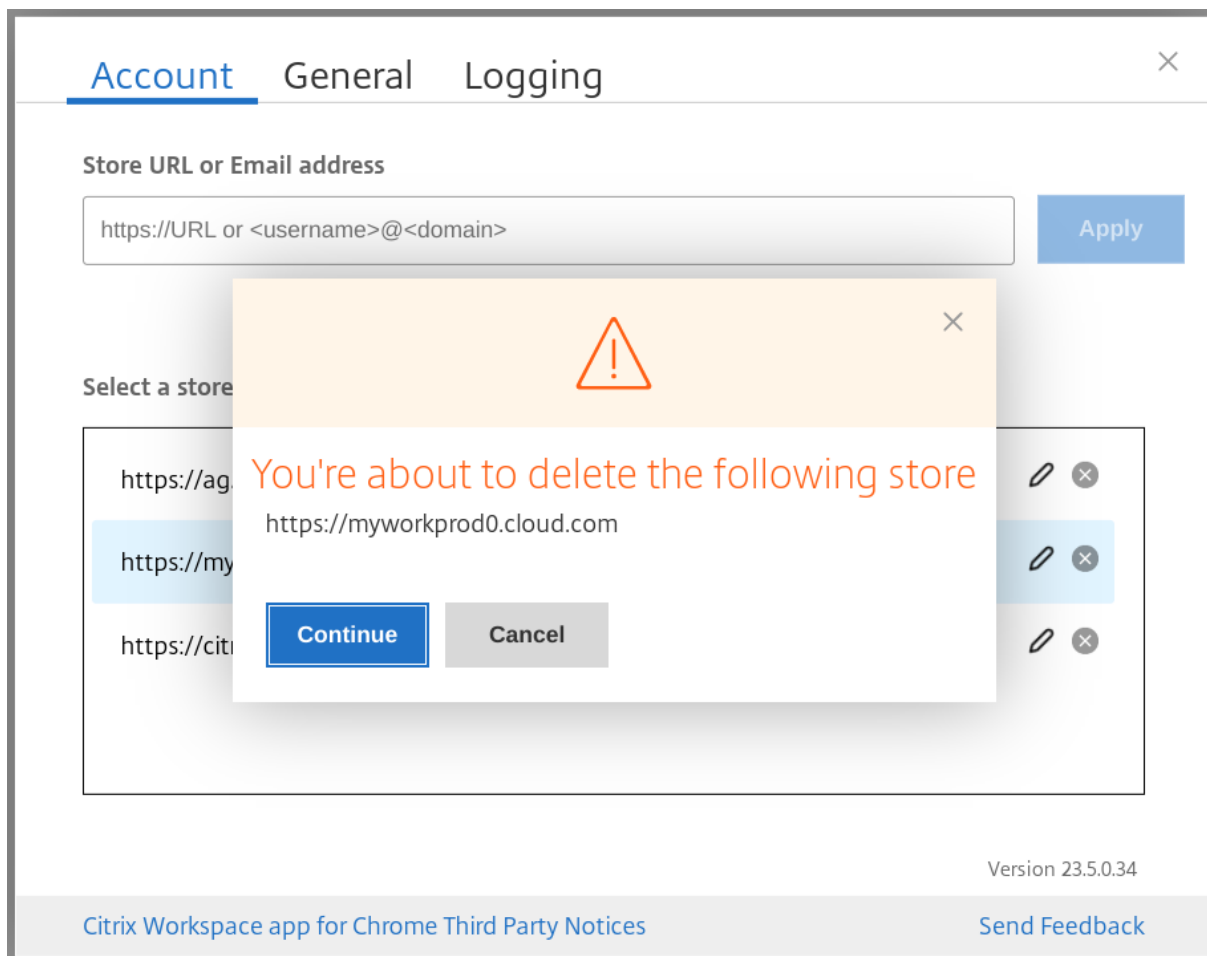 Account General Logging
Store URL or Email address
https://URL or <username>@<domain>
Apply
Select a store
You're about to delete the following store
https://myworkprod0.cloud.com
https://ag.
https://my
https://citr
Continue Cancel
Version 23.5.0.34
Citrix Workspace app for Chrome Third Party Notices
Send Feedback